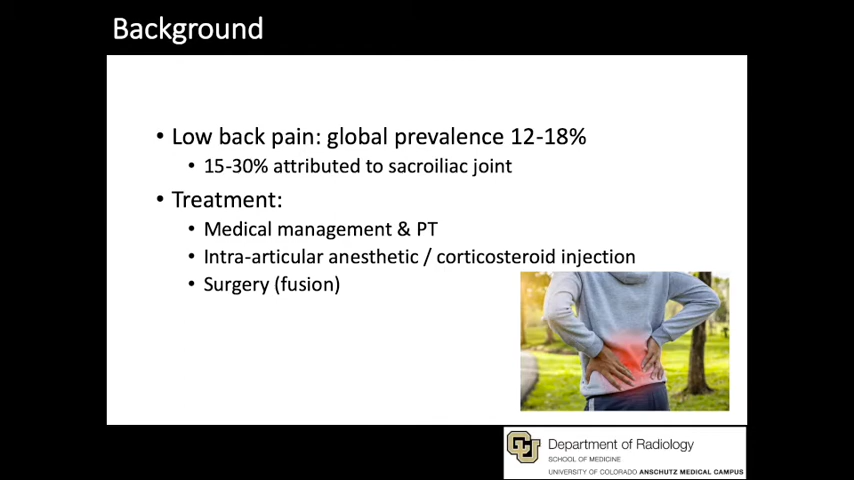 Background
• Low back pain: global prevalence 12-18%
• 15-30% attributed to sacroiliac joint
• Treatment:
• Medical management & PT
• Intra-articular anesthetic / corticosteroid injection
• Surgery (fusion)
CU
Department of Radiology
SCHOOL OF MEDICINE
UNIVERSITY OF COLORADO ANSCHUTZ MEDICAL CAMPUS